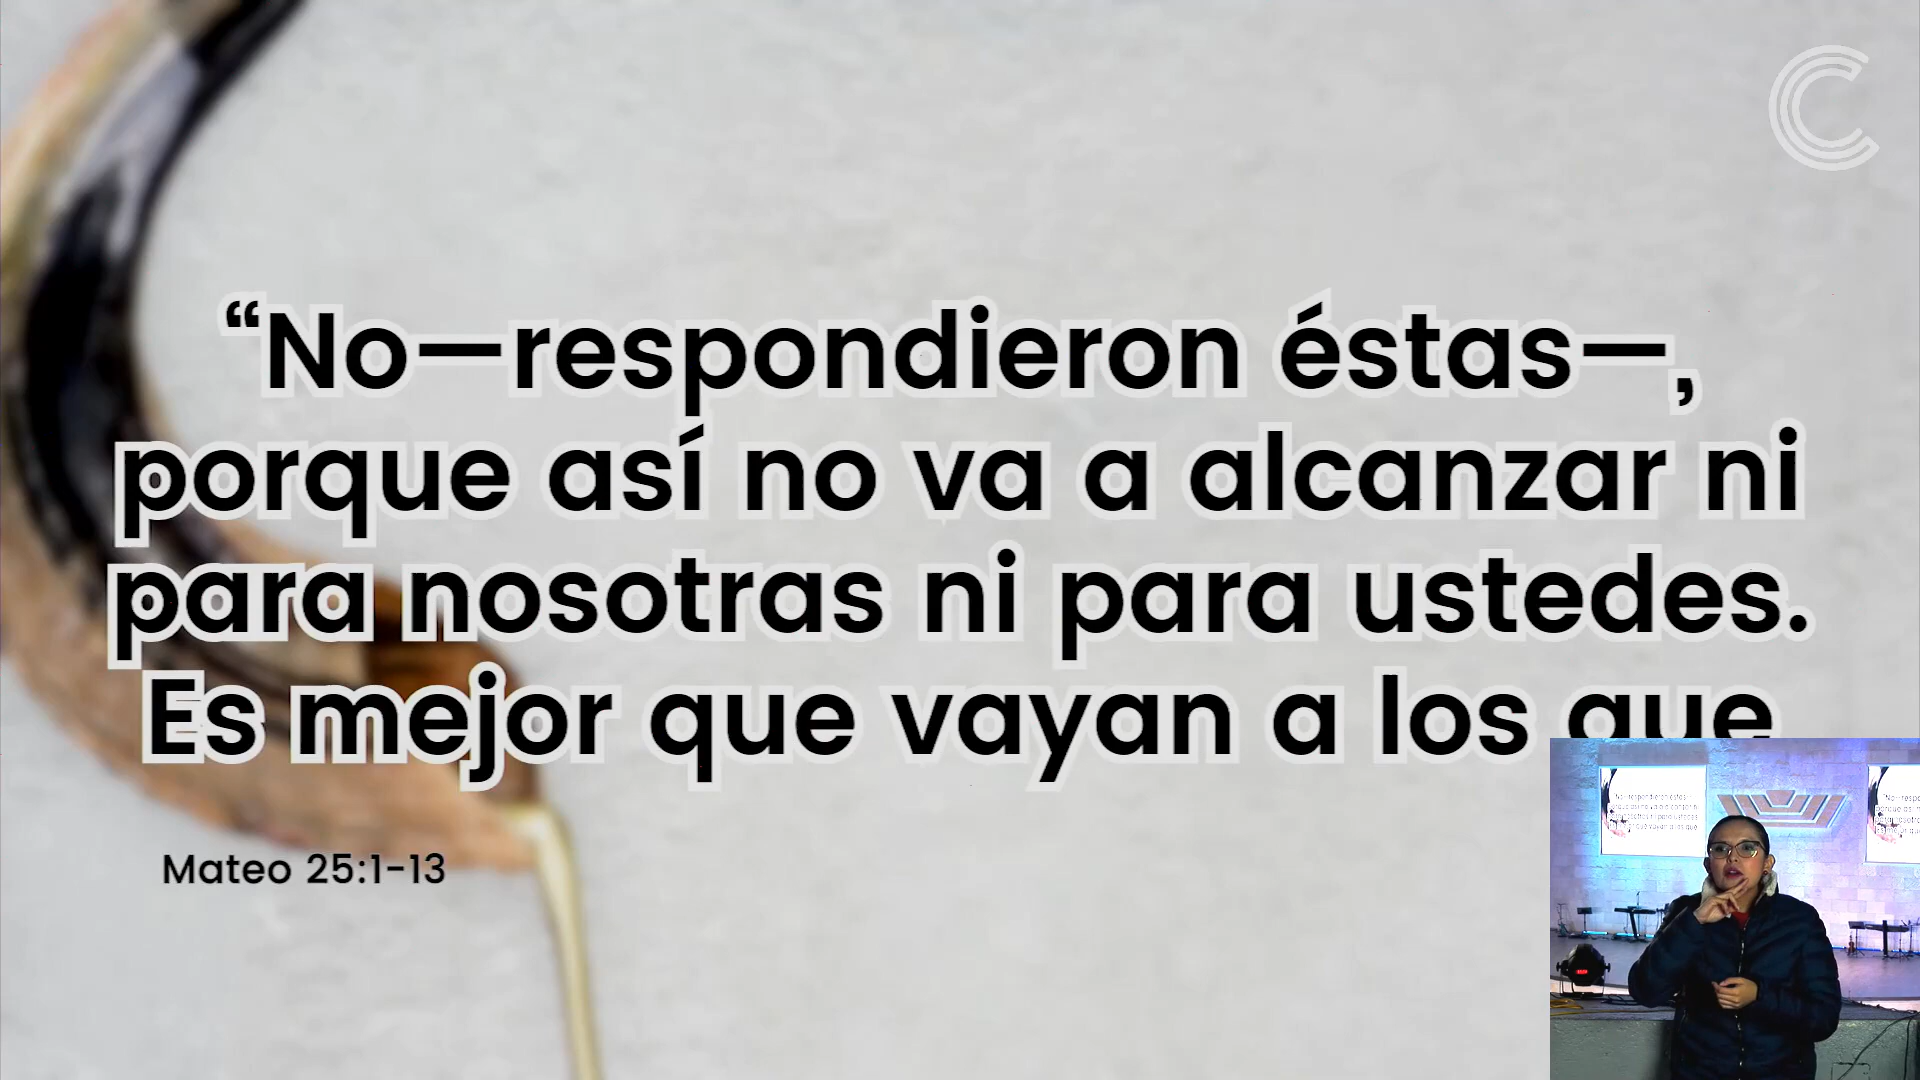 “No—respondieron éstas—,
porque así no va a alcanzar ni
para nosotras ni para ustedes.
Es mejor que vayan a los que
Mateo 25:1-13